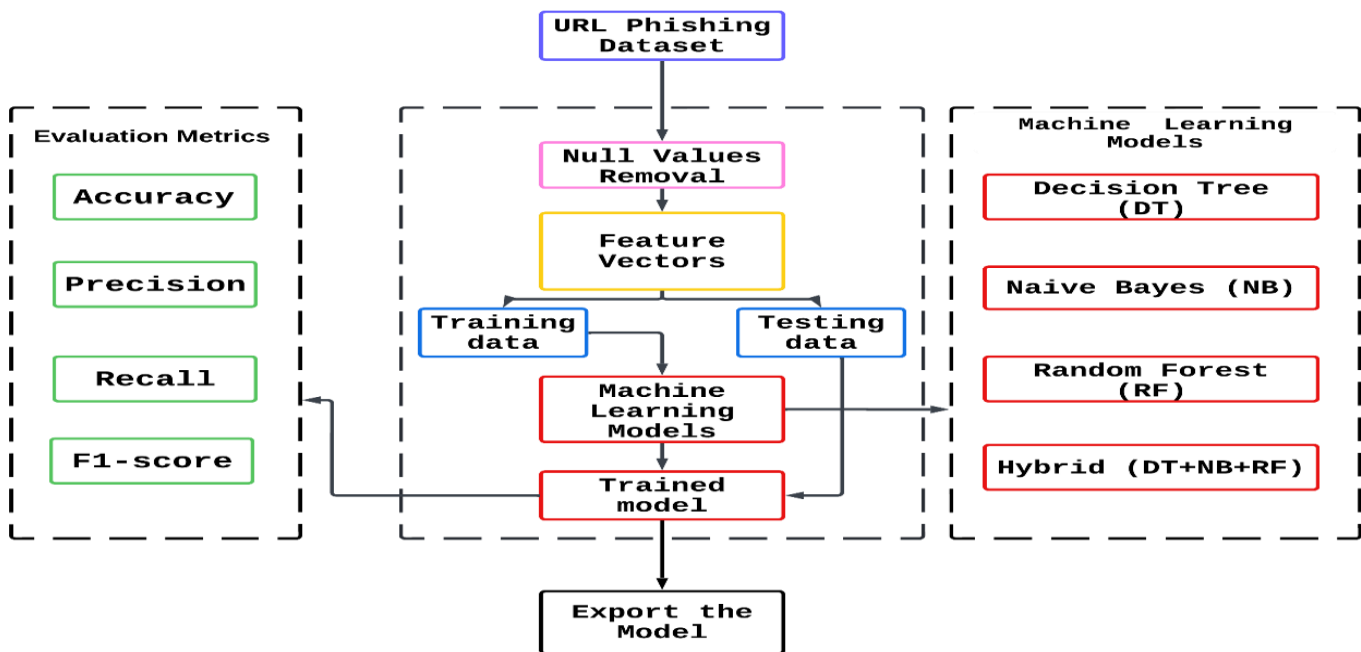 URL Phishing
Dataset
Evaluation Metrics
Accuracy
Precision
Recall
F1-score
Null Values
Removal
Feature
Vectors
Training
data
Testing
data
Machine
Learning
Models
Trained
model
Export the
Model
Machine Learning
Models
Decision Tree
(DT)
Naive Bayes (NB)
Random Forest
(RF)
Hybrid (DT+NB+RF)